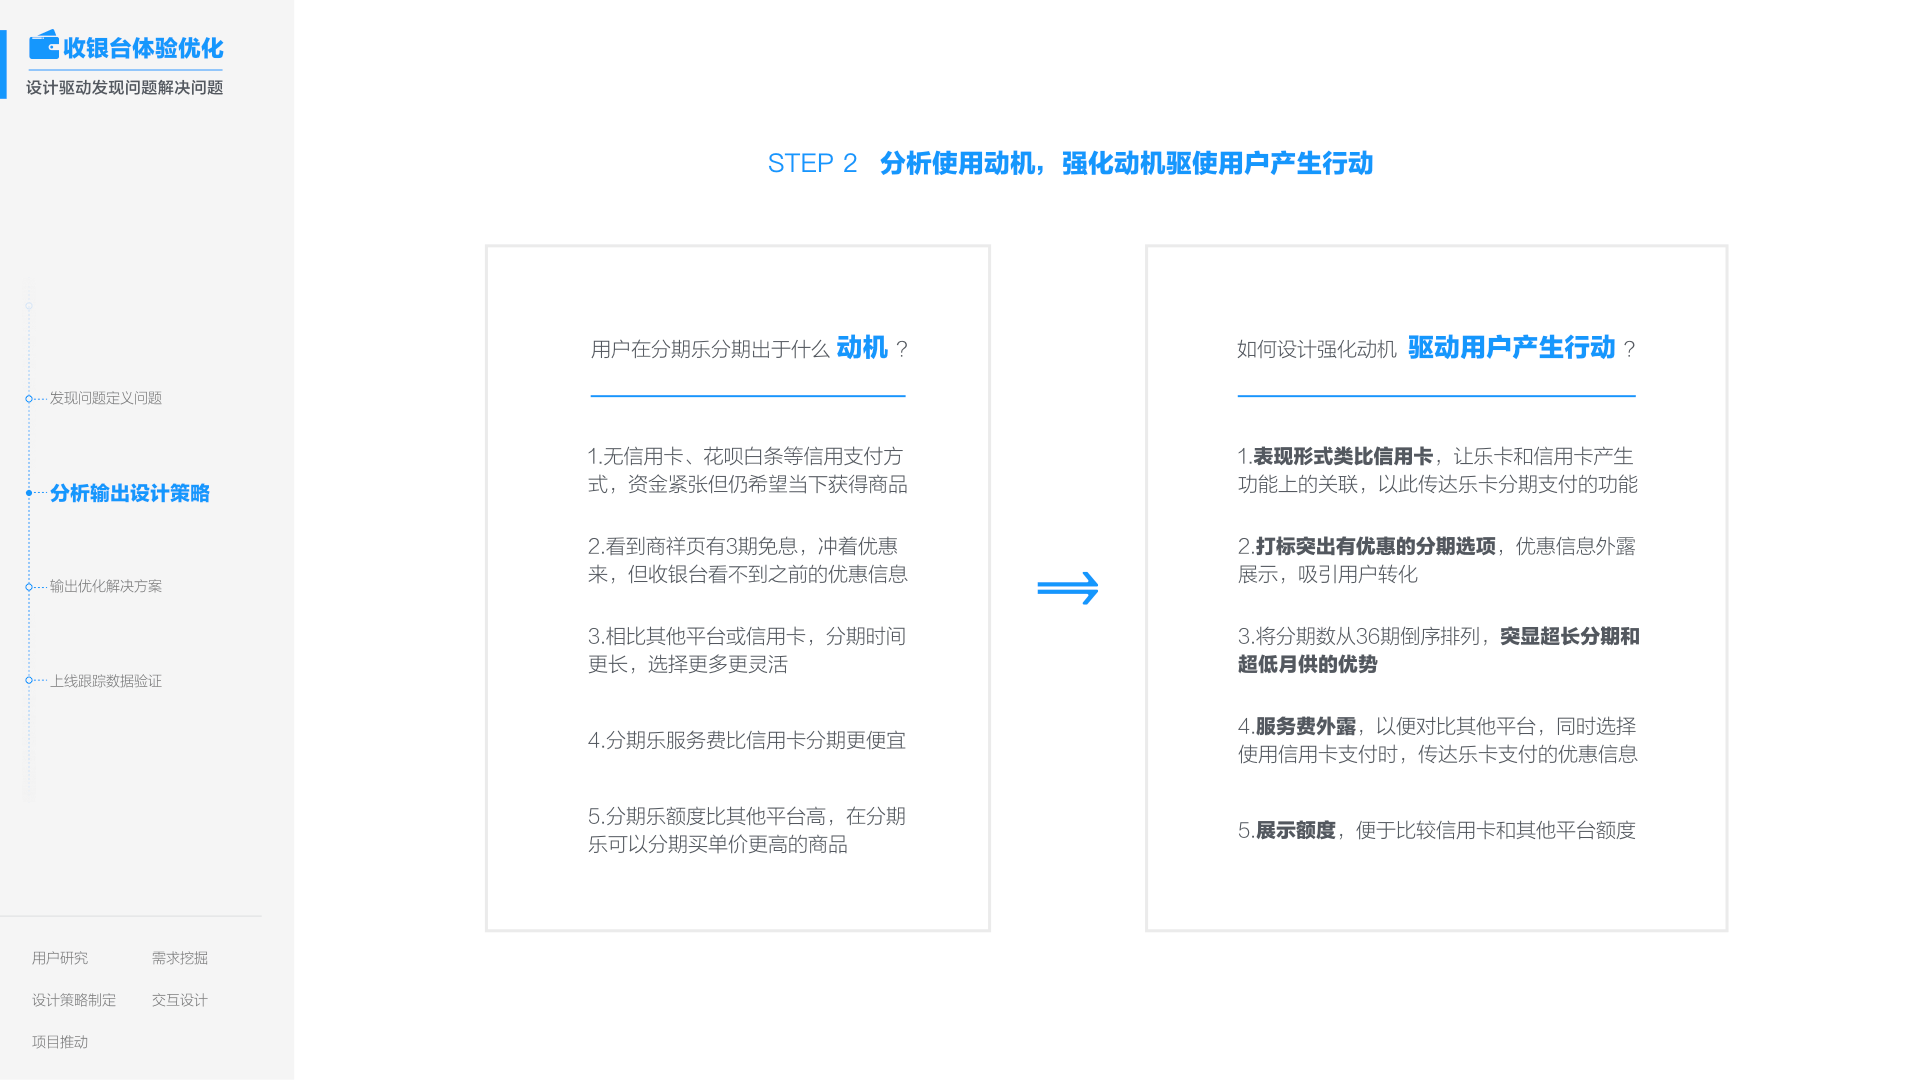 收银台体验优化
设计驱动发现问题解决问题
发现问题定义问题
分析输出设计策略
输出优化解决方案
上线跟踪数据验证
用户研究
需求挖掘
设计策略制定
交互设计
项目推动
STEP 2 分析使用动机，强化动机驱使用户产生行动
用户在分期乐分期出于什么 动机 ？
1.无信用卡、花呗白条等信用支付方
式，资金紧张但仍希望当下获得商品
2.看到商祥页有3期免息，冲着优惠
来，但收银台看不到之前的优惠信息
3.相比其他平台或信用卡，分期时间
更长，选择更多更灵活
4.分期乐服务费比信用卡分期更便宜
5.分期乐额度比其他平台高，在分期
乐可以分期买单价更高的商品
如何设计强化动机 驱动用户产生行动 ？
1.表现形式类比信用卡，让乐卡和信用卡产生
功能上的关联，以此传达乐卡分期支付的功能
2.打标突出有优惠的分期选项，优惠信息外露
展示，吸引用户转化
3.将分期数从36期倒序排列，突显超长分期和
超低月供的优势
4.服务费外露，以便对比其他平台，同时选择
使用信用卡支付时，传达乐卡支付的优惠信息
5.展示额度，便于比较信用卡和其他平台额度